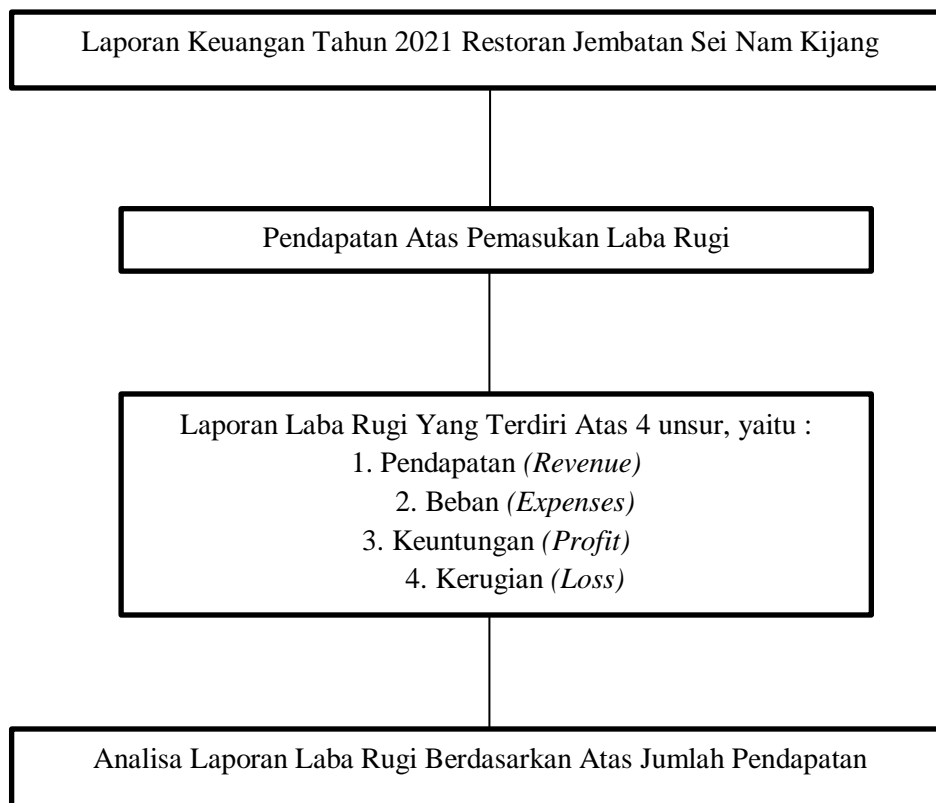 Laporan Keuangan Tahun 2021 Restoran Jembatan Sei Nam Kijang
Pendapatan Atas Pemasukan Laba Rugi
Laporan Laba Rugi Yang Terdiri Atas 4 unsur, yaitu :
1. Pendapatan (Revenue)
2. Beban (Expenses)
3. Keuntungan (Profit)
4. Kerugian (Loss)
Analisa Laporan Laba Rugi Berdasarkan Atas Jumlah Pendapatan